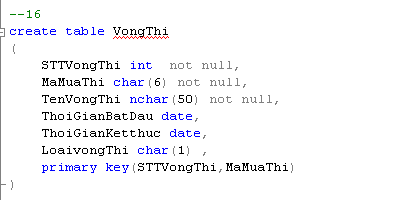 --16
create table VongThi
(
STTVongThi int  not null,
MaMuaThi char(6) not null,
TenVongThi nchar(50) not null,
ThoiGianBatDau date,
ThoiGianKetthuc date,
LoaivongThi char(1) ,
primary key(STTVongThi,MaMuaThi)
)